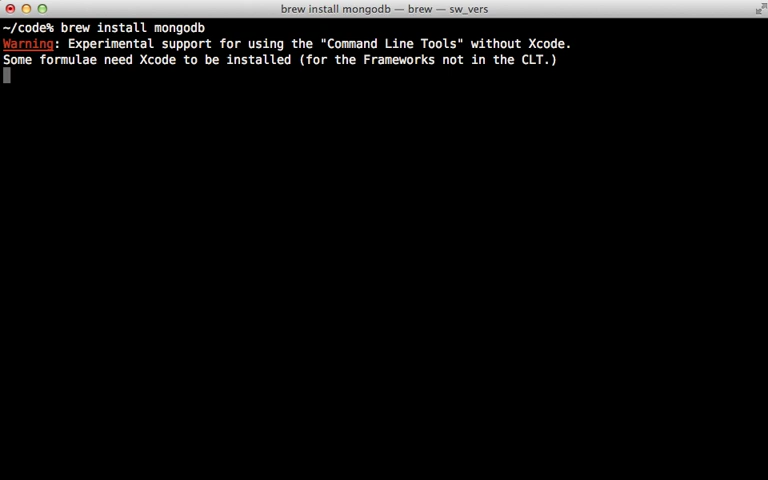 brew install mongodb — brew — sw_vers
~/code% brew install mongodb
Warning: Experimental support for using the "Command Line Tools" without Xcode.
Some formulae need Xcode to be installed (for the Frameworks not in the CLT.)